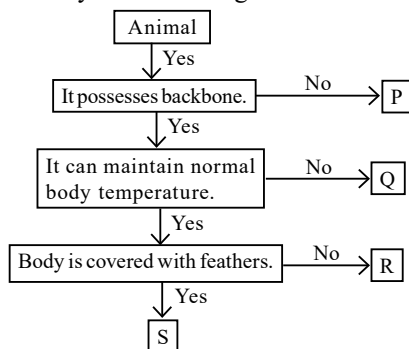 Animal
Yes
It possesses backbone.
No
P
Yes
It can maintain normal
body temperature.
No
Q
Yes
Body is covered with feathers.
No
R
Yes
S